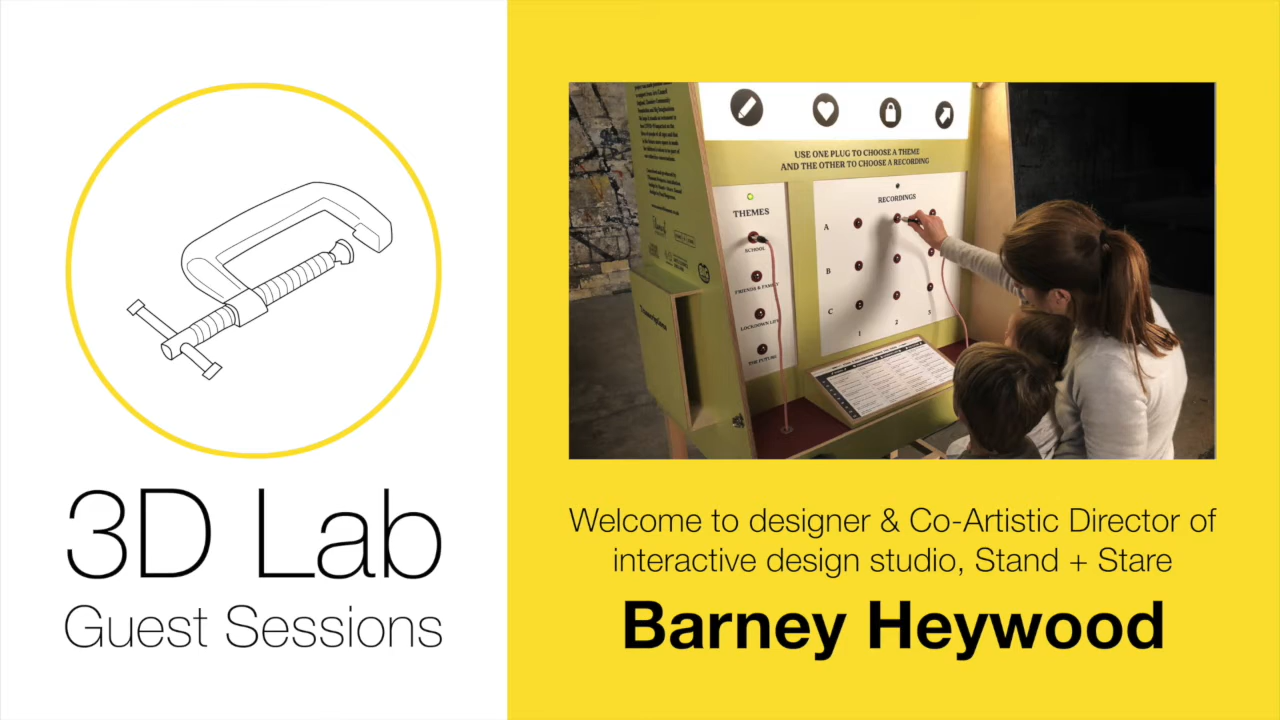 3D Lab
Guest Sessions
USE ONE PLUG TO CHOOSE A THEME
AND THE OTHER TO CHOOSE A RECORDING
THEMES
SCHOOL
FRIENDS & FAMILY
LOCKDOWN LIFE
THE FUTURE
RECORDINGS
A
B
C
1
2
3
Welcome to designer & Co-Artistic Director of
interactive design studio, Stand + Stare
Barney Heywood